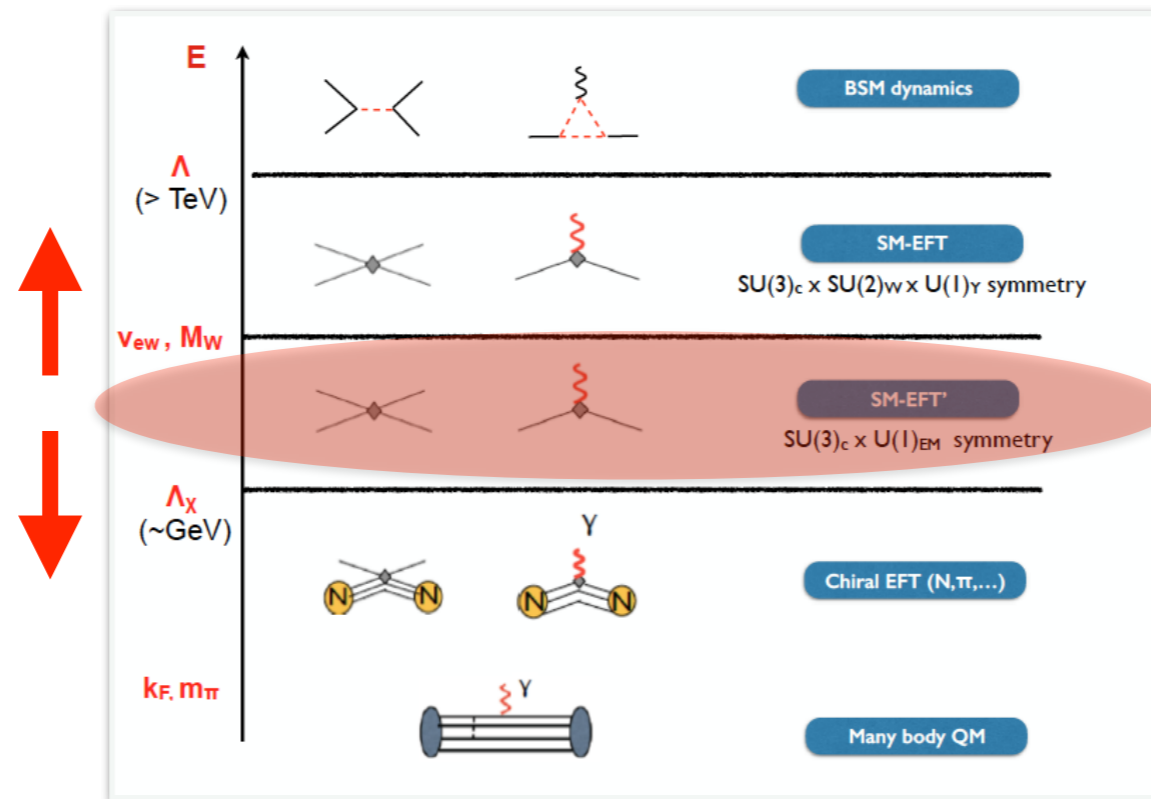 E
BSM dynamics
Λ
(> TeV)
SM-EFT
SU(3)c x SU(2)W x U(1)Y symmetry
vew , MW
SM-EFT'
SU(3)c x U(1)EM symmetry
Λχ
(~GeV)
γ
N N N N
Chiral EFT (N,π,...)
kF, mπ
γ
Many body QM